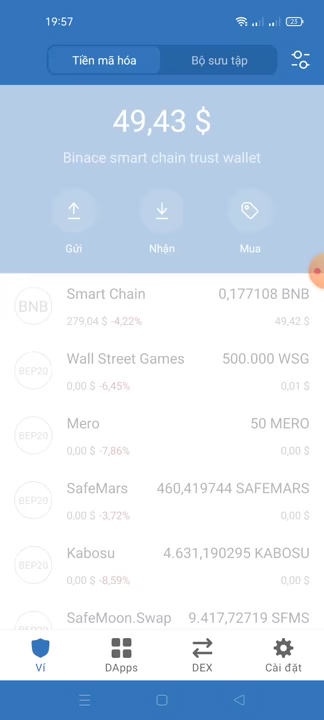 19:57
23
Tiền mã hóa
Bộ sưu tập
49,43 $
Binace smart chain trust wallet
Gửi
Nhận
Mua
BNB
Smart Chain
0,177108 BNB
279,04 $ -4,22%
49,42 $
BEP20
Wall Street Games
500.000 WSG
0,00 $ -6,45%
0,01 $
BEP20
Mero
50 MERO
0,00 $ -7,86%
0,00 $
BEP20
SafeMars
460,419744 SAFEMARS
0,00 $ -3,72%
0,00 $
BEP20
Kabosu
4.631,190295 KABOSU
0,00 $ -8,59%
0,00 $
BEP20
SafeMoon.Swap
9.417,72719 SFMS
Ví
DApps
DEX
Cài đặt